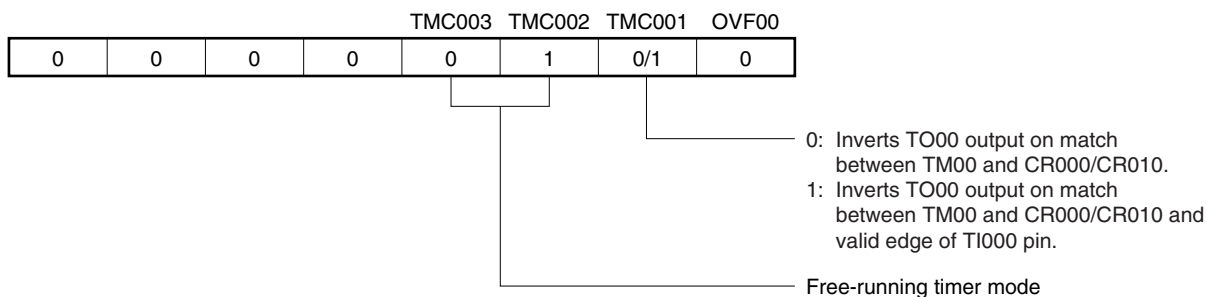 TMC003 TMC002 TMC001 OVF00
0 0 0 0 0 1 0/1 0
0: Inverts TO00 output on match
between TM00 and CR000/CR010.
1: Inverts TO00 output on match
between TM00 and CR000/CR010 and
valid edge of TI000 pin.
Free-running timer mode